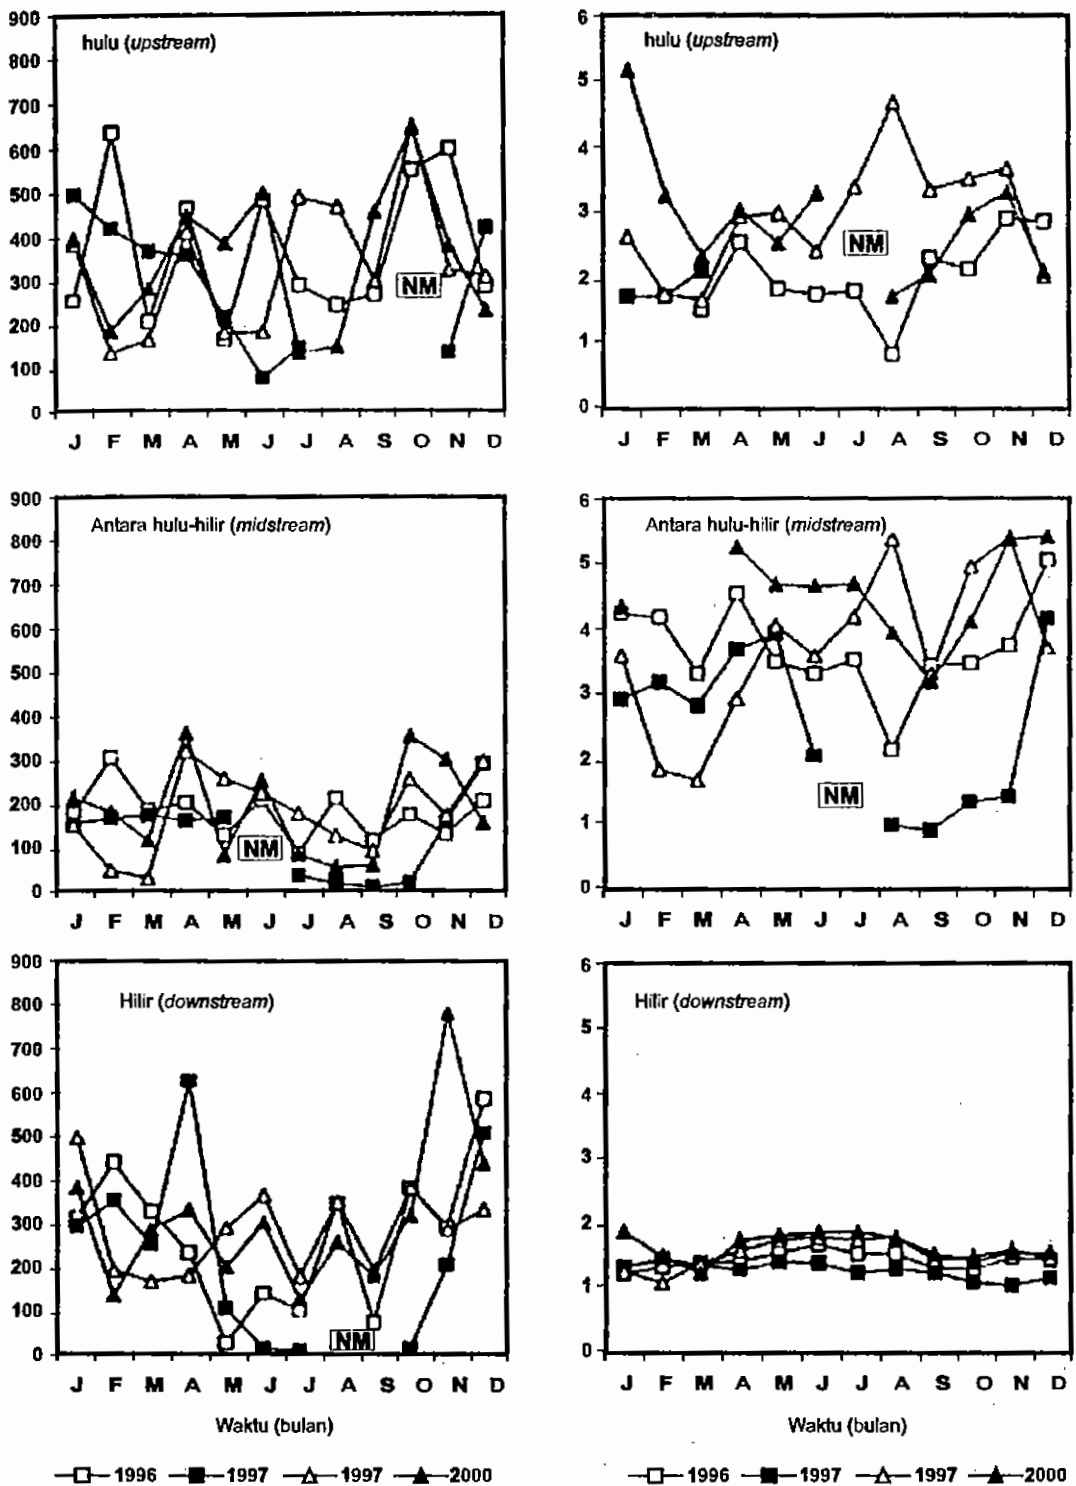 hulu (upstream)
900
800
700
600
500
400
300
200
100
0
NM
J F M A M J J A S O N D
hulu (upstream)
6
5
4
3
2
1
0
NM
J F M A M J J A S O N D
Antara hulu-hilir (midstream)
900
800
700
600
500
400
300
200
100
0
NM
J F M A M J J A S O N D
Antara hulu-hilir (midstream)
6
5
4
3
2
1
0
NM
J F M A M J J A S O N D
Hilir (downstream)
900
800
700
600
500
400
300
200
100
0
NM
J F M A M J J A S O N D
Waktu (bulan)
1996 1997 1997 2000
Hilir (downstream)
6
5
4
3
2
1
0
J F M A M J J A S O N D
Waktu (bulan)
1996 1997 1997 2000